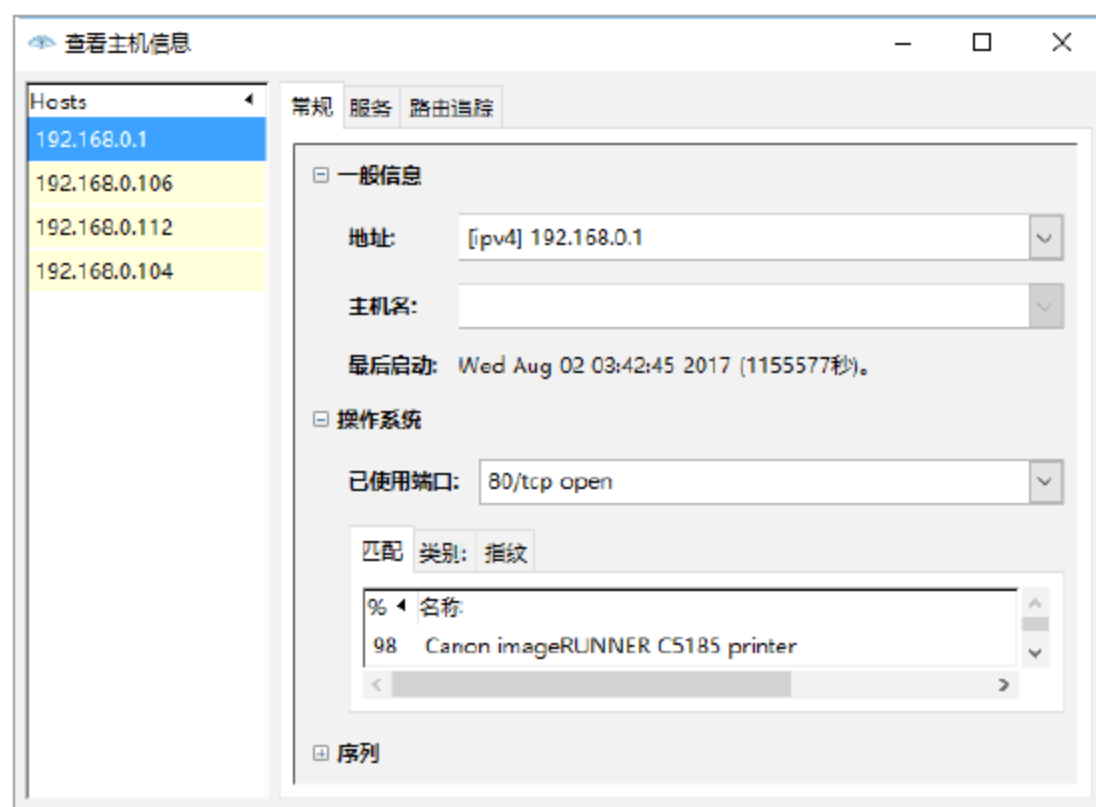 查看主机信息
Hosts
192.168.0.1
192.168.0.106
192.168.0.112
192.168.0.104
常规 服务 路由追踪
一般信息
地址: [ipv4] 192.168.0.1
主机名:
最后启动: Wed Aug 02 03:42:45 2017 (1155577秒)。
操作系统
已使用端口: 80/tcp open
匹配 类别: 指纹
% 名称
98 Canon imageRUNNER C5185 printer
序列